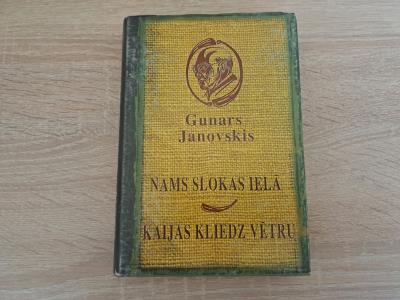 Gunars
Janovskis
NAMS SLOKAS IELĀ
KAIJAS KLIEDZ VĒTRU